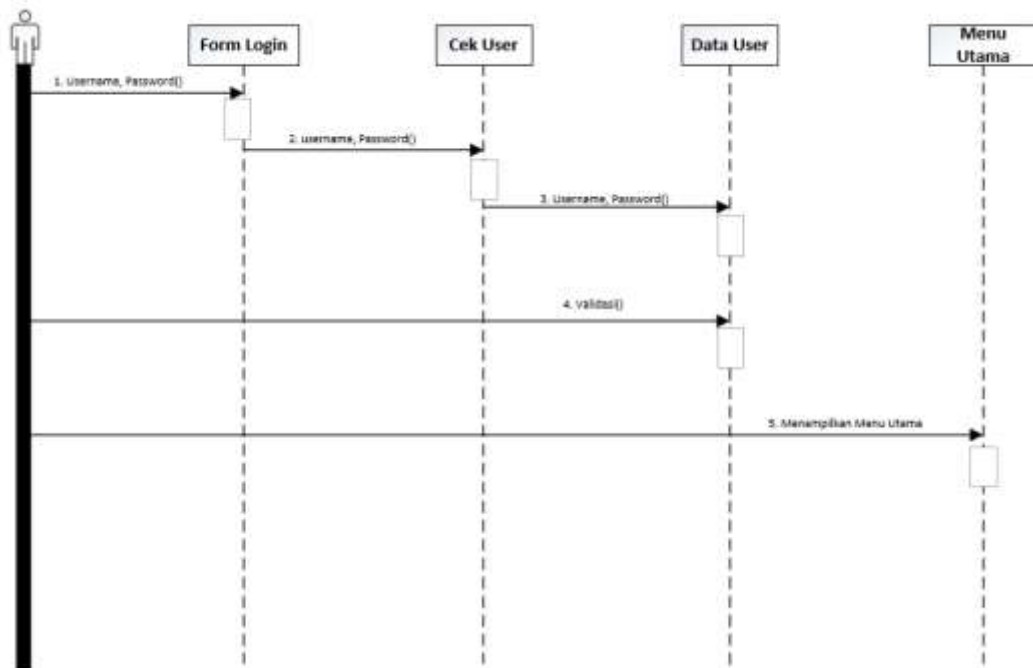 Form Login
Cek User
Data User
Menu
Utama
1. Username, Password()
2. username, Password()
3. Username, Password()
4. Validasi()
5. Menampilkan Menu Utama